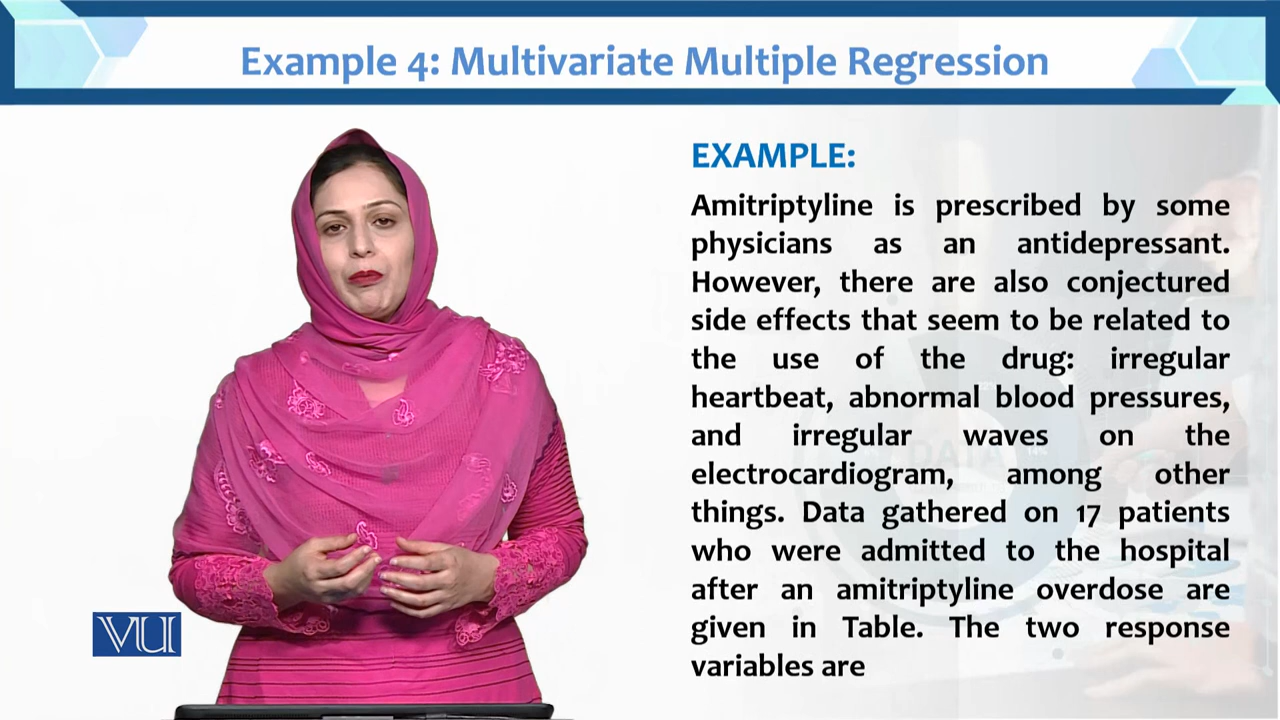 Example 4: Multivariate Multiple Regression
EXAMPLE:
Amitriptyline is prescribed by some
physicians as an antidepressant.
However, there are also conjectured
side effects that seem to be related to
the use of the drug: irregular
heartbeat, abnormal blood pressures,
and irregular waves on the
electrocardiogram, among other
things. Data gathered on 17 patients
who were admitted to the hospital
after an amitriptyline overdose are
given in Table. The two response
variables are
VU